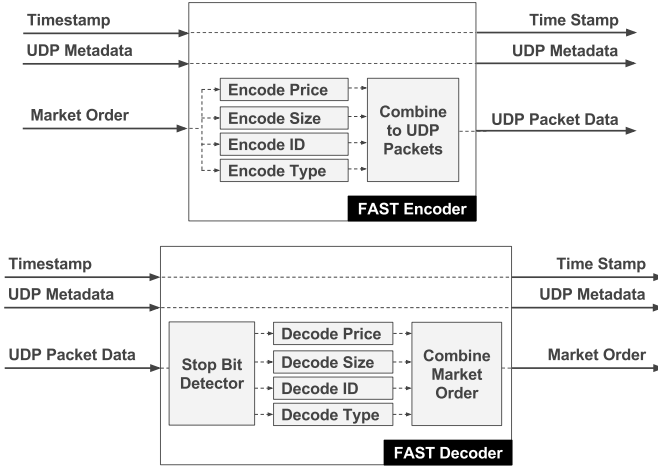 Timestamp
Time Stamp
UDP Metadata
UDP Metadata
Market Order
Encode Price
Encode Size
Encode ID
Encode Type
Combine
to UDP
Packets
UDP Packet Data
FAST Encoder
Timestamp
Time Stamp
UDP Metadata
UDP Metadata
UDP Packet Data
Stop Bit
Detector
Decode Price
Decode Size
Decode ID
Decode Type
Combine
Market
Order
Market Order
FAST Decoder